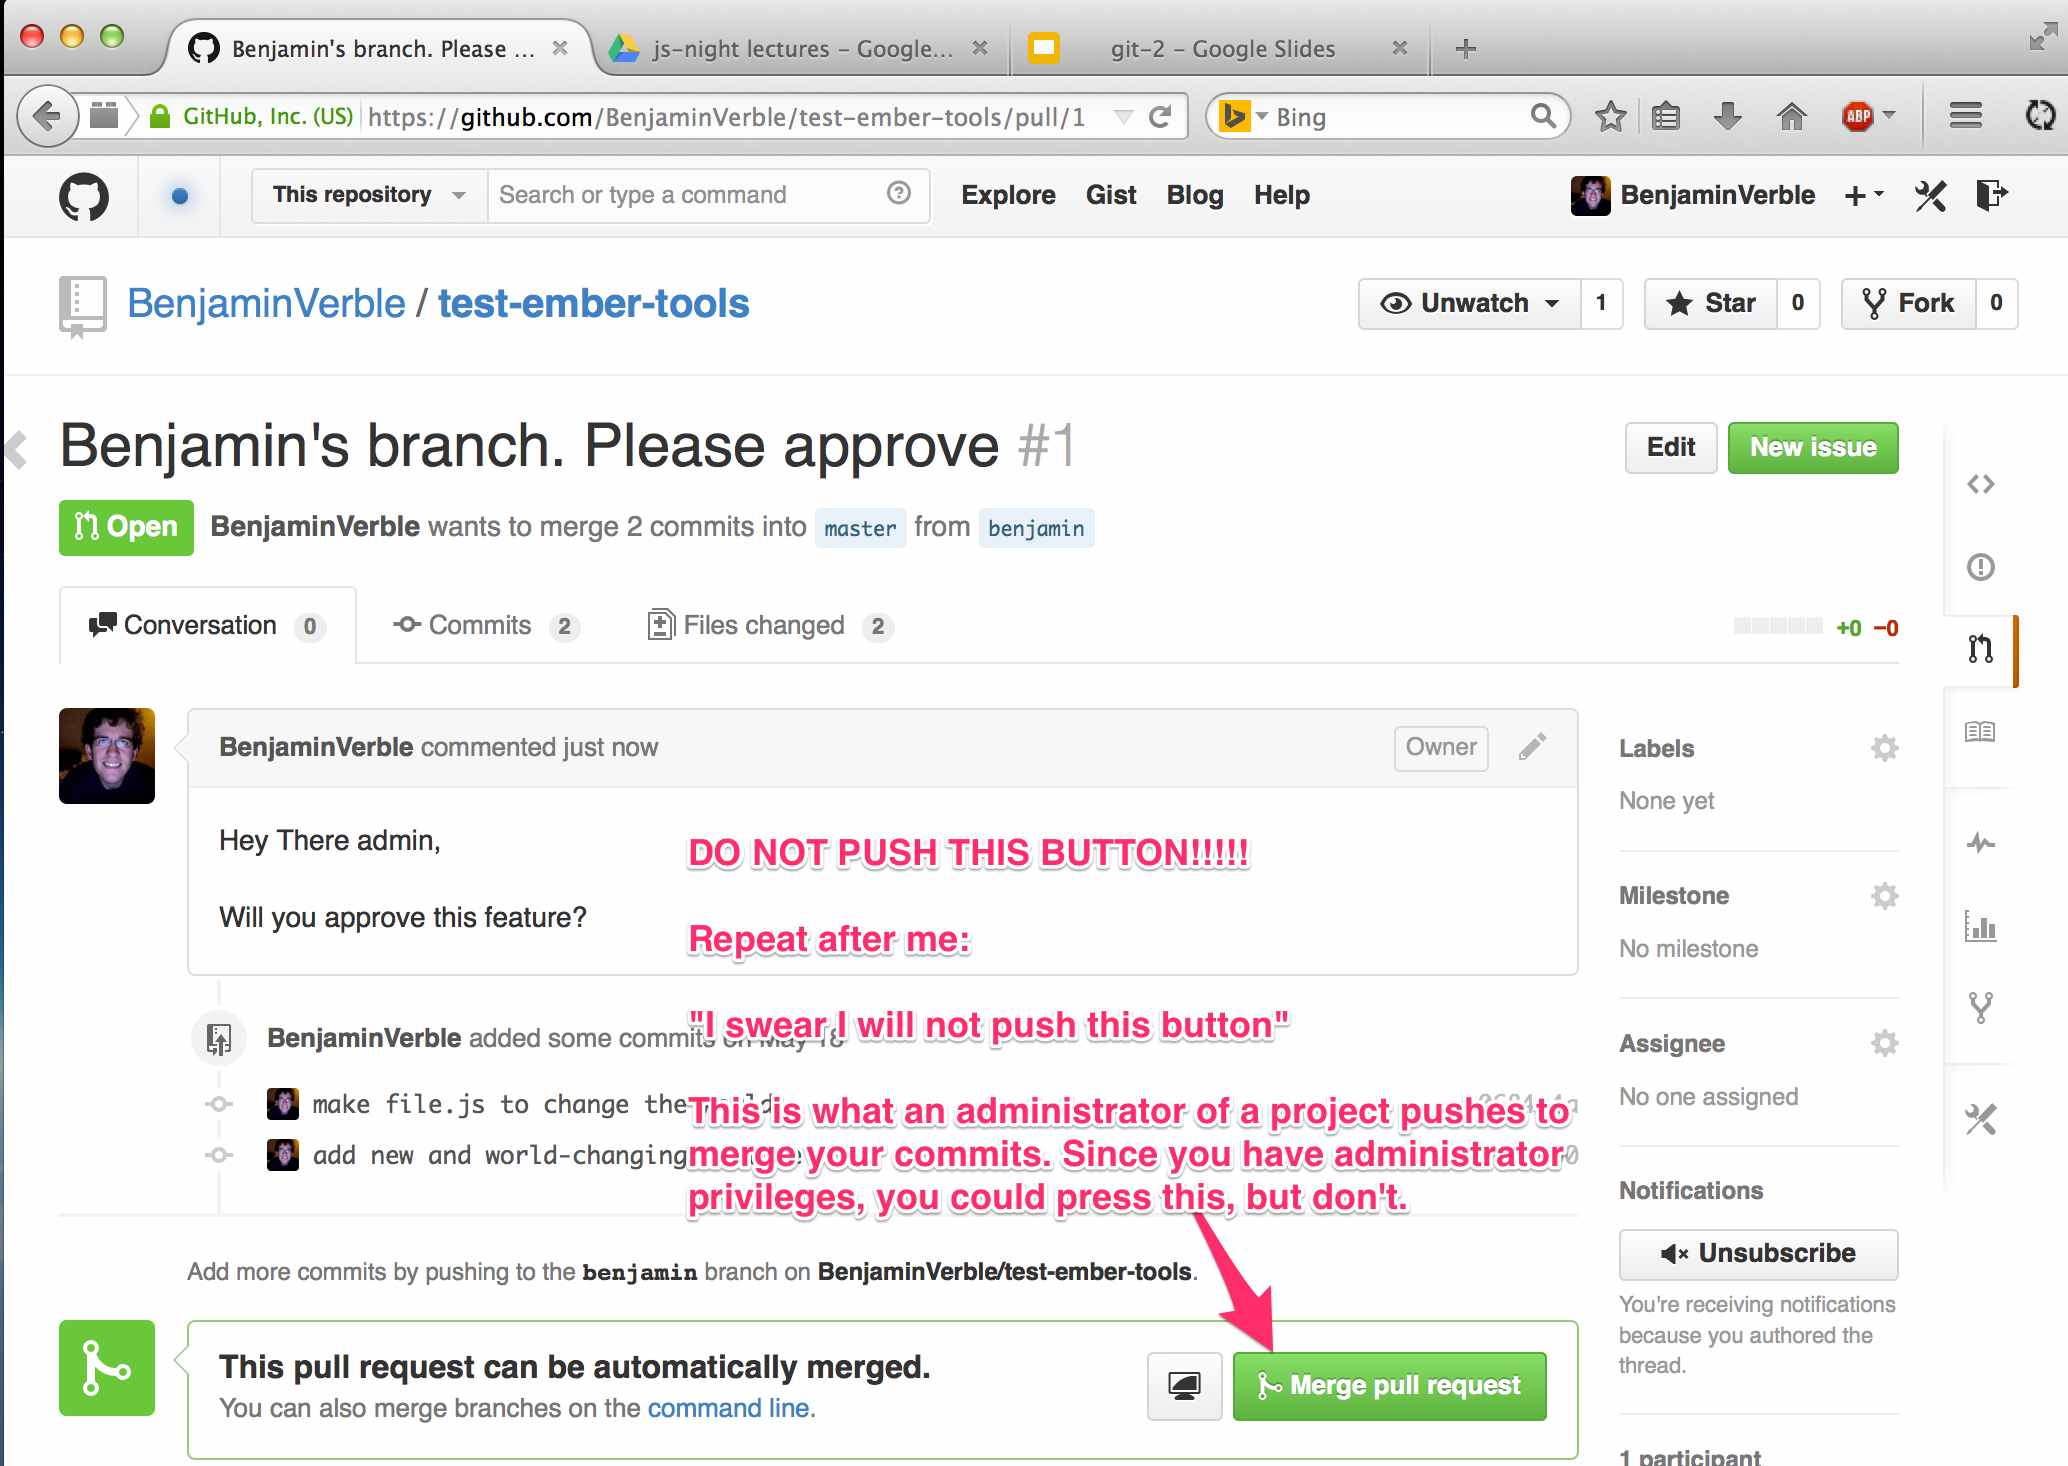 Benjamin's branch. Please ...
js-night lectures – Google...
git-2 – Google Slides
GitHub, Inc. (US) https://github.com/BenjaminVerble/test-ember-tools/pull/1
Bing
ABP
This repository Search or type a command
Explore Gist Blog Help
BenjaminVerble
BenjaminVerble / test-ember-tools
Unwatch 1 Star 0 Fork 0
Benjamin's branch. Please approve #1
Edit New issue
Open BenjaminVerble wants to merge 2 commits into master from benjamin
Conversation 0 Commits 2 Files changed 2
+0 −0
BenjaminVerble commented just now Owner
Hey There admin,
Will you approve this feature?
DO NOT PUSH THIS BUTTON!!!!!
Repeat after me:
"I swear I will not push this button"
BenjaminVerble added some commits on May 18
make file.js to change the
add new and world-changing
This is what an administrator of a project pushes to
merge your commits. Since you have administrator
privileges, you could press this, but don't.
Add more commits by pushing to the benjamin branch on BenjaminVerble/test-ember-tools.
This pull request can be automatically merged.
You can also merge branches on the command line.
Merge pull request
Labels
None yet
Milestone
No milestone
Assignee
No one assigned
Notifications
Unsubscribe
You're receiving notifications
because you authored the
thread.
1 participant